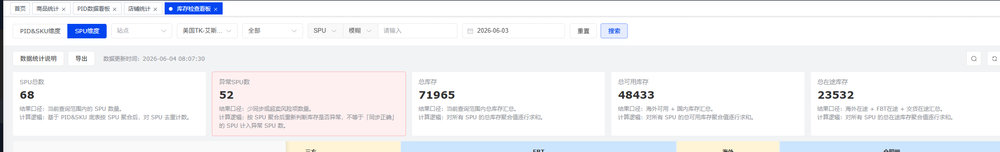 首页 商品统计 × PID数据看板 × 店铺统计 × 库存检查看板 ×
PID&SKU维度 SPU维度 站点 美国TK-艾斯... 全部 SPU 模糊 请输入 2026-06-03 重置 搜索
数据统计说明 导出 数据更新时间：2026-06-04 08:07:30
SPU总数
68
结果口径：当前查询范围内的 SPU 数量。
计算逻辑：基于 PID&SKU 底表按 SPU 聚合后，对 SPU 去重计数。
异常SPU数
52
结果口径：少同步或超卖风险项数量。
计算逻辑：按 SPU 聚合后重新判断库存是否异常，不等于「同步正确」
的 SPU 计入异常 SPU 数。
总库存
71965
结果口径：当前查询范围内总库存汇总。
计算逻辑：对所有 SPU 的总库存聚合值逐行求和。
总可用库存
48433
结果口径：海外可用 + 国内库存汇总。
计算逻辑：对所有 SPU 的总可用库存聚合值逐行求和。
总在途库存
23532
结果口径：海外在途 + FBT在途 + 交货在途汇总。
计算逻辑：对所有 SPU 的总在途库存聚合值逐行求和。
三方 FBT 海外 仓明细